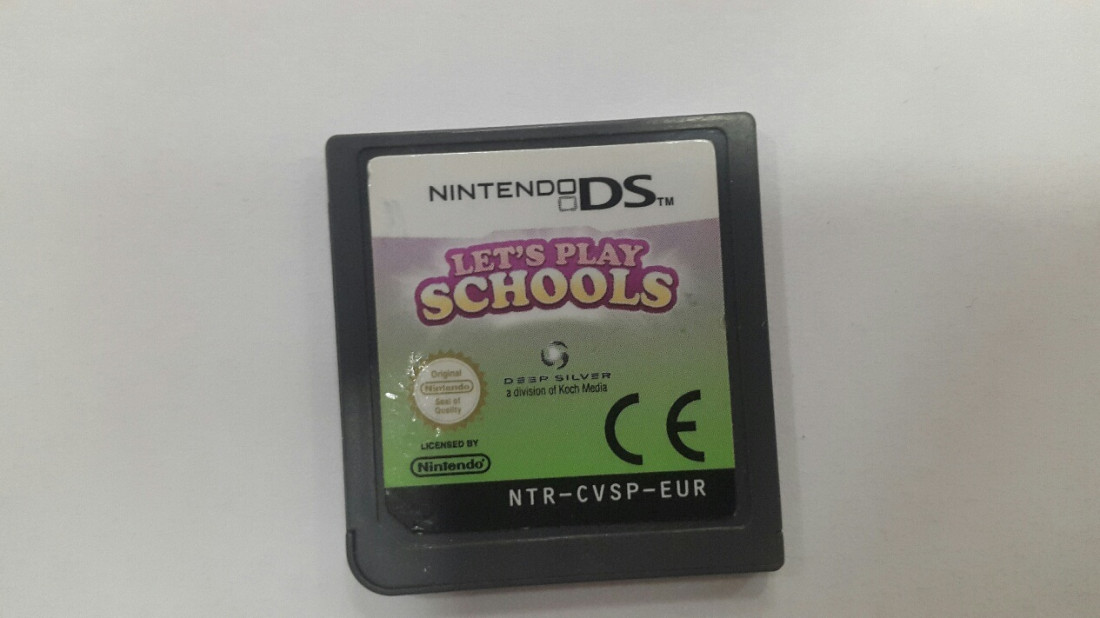 NINTENDO DS™
LET'S PLAY
SCHOOLS
DEEP SILVER
a division of Koch Media
Original
Nintendo
Seal of
Quality
CE
LICENSED BY
Nintendo
NTR-CVSP-EUR